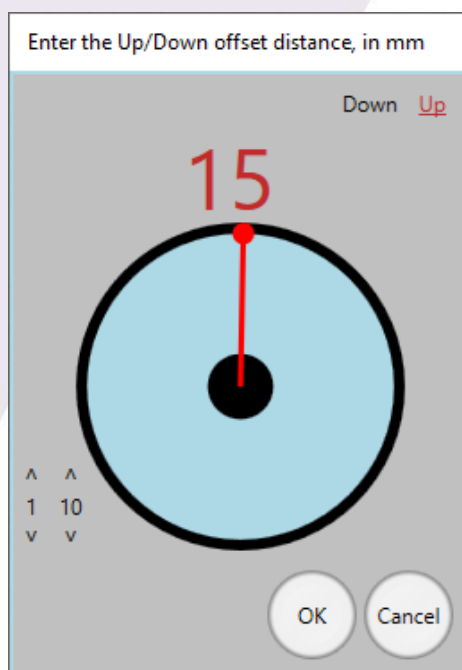 Enter the Up/Down offset distance, in mm
Down Up
15
^ ^
1 10
v v
OK Cancel